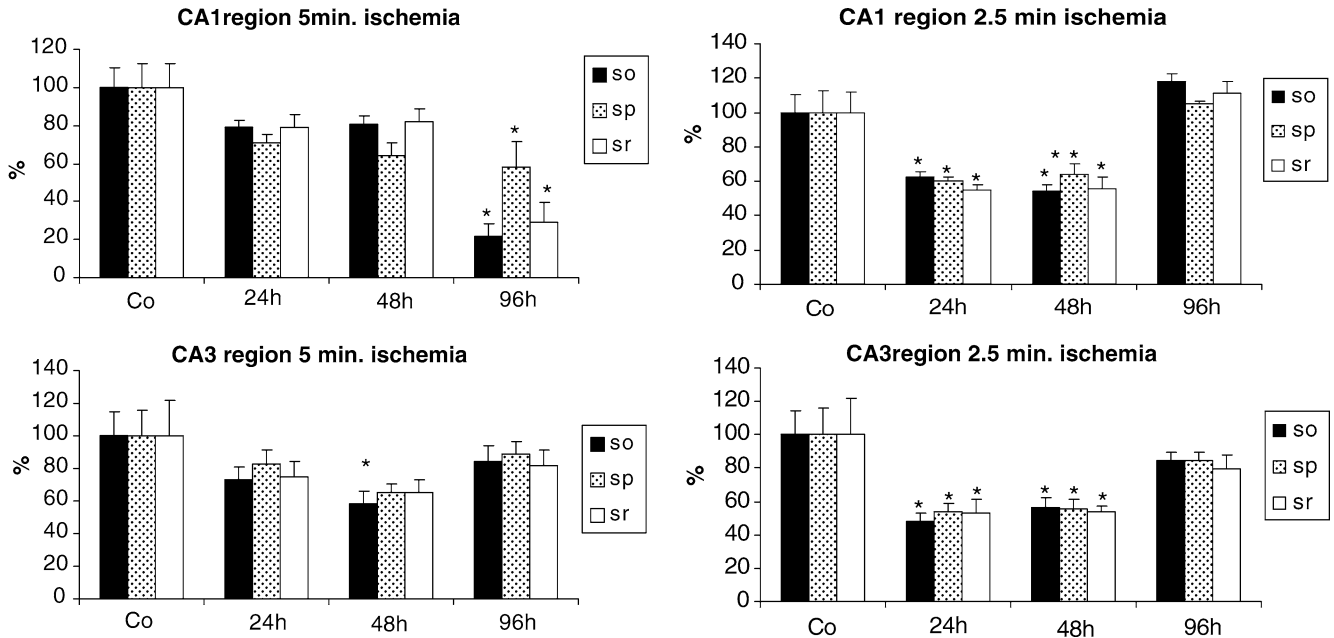 CA1region 5min. ischemia
120
100
80
60
40
20
0
%
Co 24h 48h 96h
* * *
so
sp
sr
CA1 region 2.5 min ischemia
140
120
100
80
60
40
20
0
%
Co 24h 48h 96h
* * * * * * *
so
sp
sr
CA3 region 5 min. ischemia
140
120
100
80
60
40
20
0
%
Co 24h 48h 96h
*
so
sp
sr
CA3region 2.5 min. ischemia
140
120
100
80
60
40
20
0
%
Co 24h 48h 96h
* * * * * *
so
sp
sr